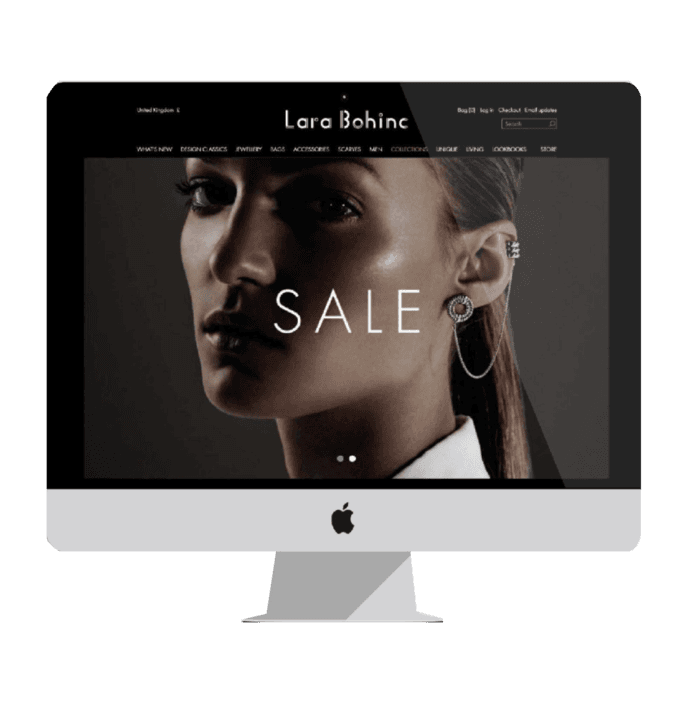 United Kingdom £
Bag [0] Log In Checkout Email updates
Lara Bohinc
Search
WHAT'S NEW DESIGN CLASSICS JEWELLERY BAGS ACCESSORIES SCARVES MEN COLLECTIONS UNIQUE LIVING LOOKBOOKS STORE
SALE